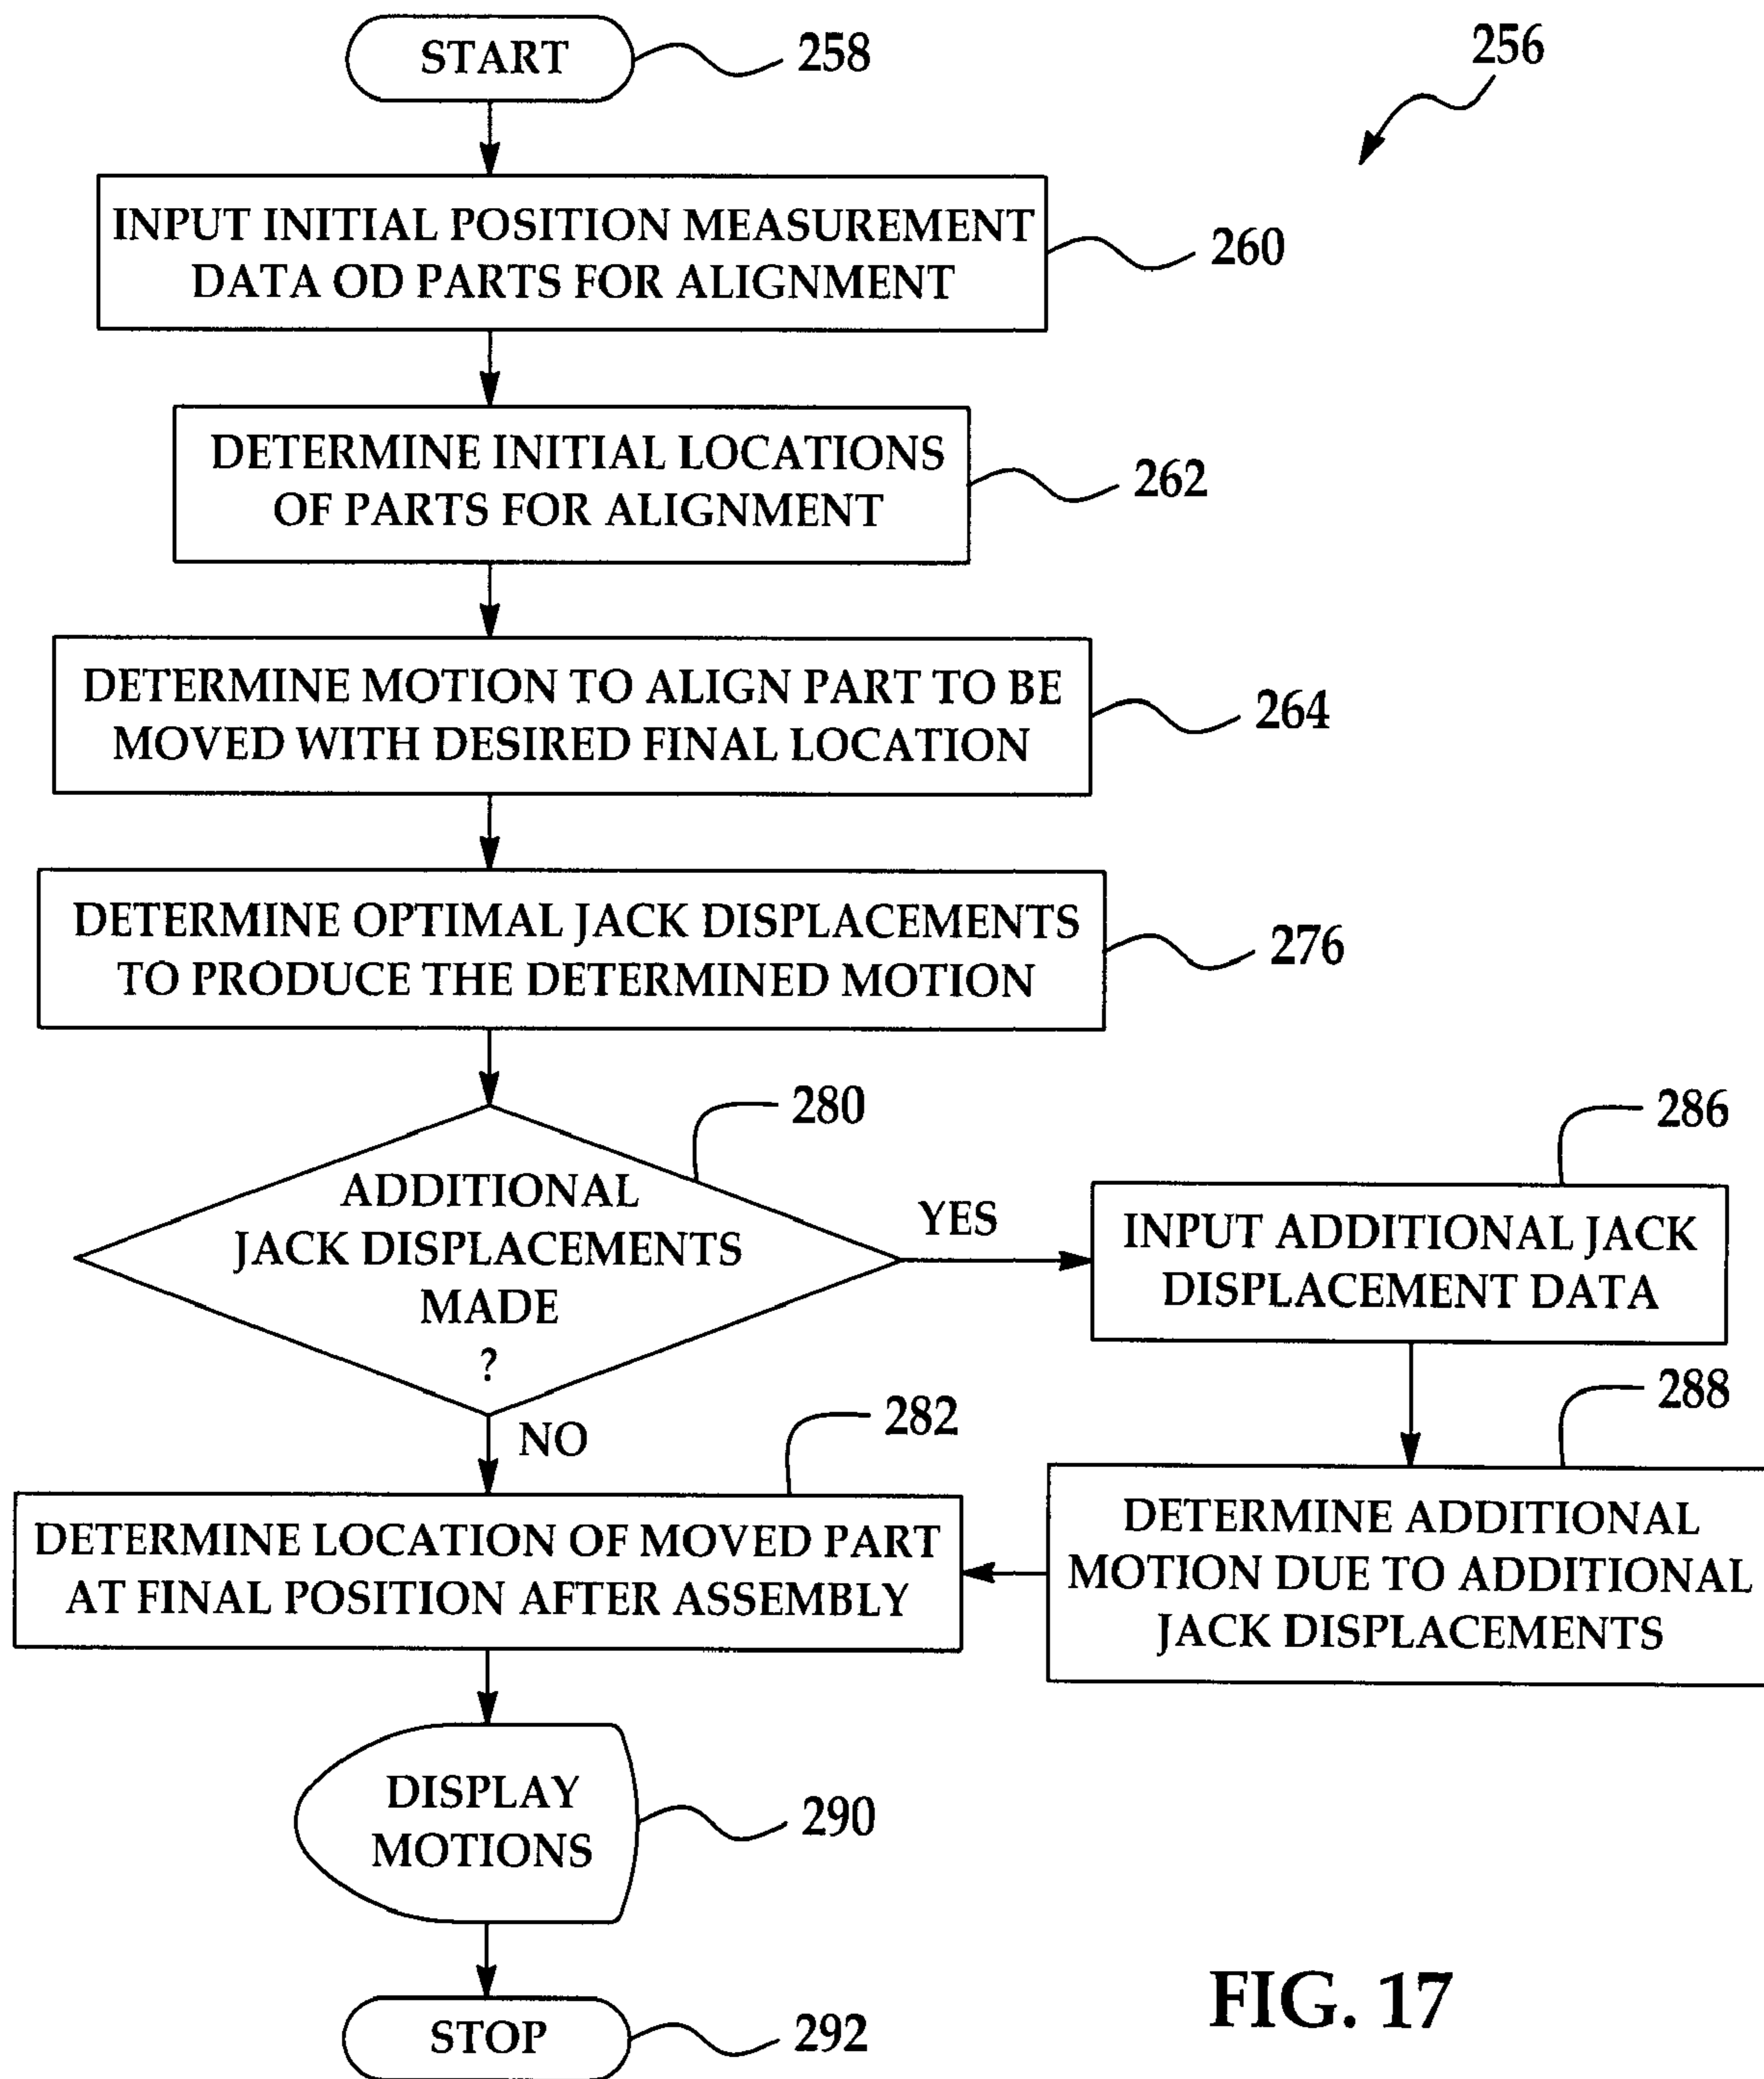 START
258
256
INPUT INITIAL POSITION MEASUREMENT
DATA OD PARTS FOR ALIGNMENT
260
DETERMINE INITIAL LOCATIONS
OF PARTS FOR ALIGNMENT
262
DETERMINE MOTION TO ALIGN PART TO BE
MOVED WITH DESIRED FINAL LOCATION
264
DETERMINE OPTIMAL JACK DISPLACEMENTS
TO PRODUCE THE DETERMINED MOTION
276
280
ADDITIONAL
JACK DISPLACEMENTS
MADE
?
YES
286
INPUT ADDITIONAL JACK
DISPLACEMENT DATA
NO
282
288
DETERMINE LOCATION OF MOVED PART
AT FINAL POSITION AFTER ASSEMBLY
DETERMINE ADDITIONAL
MOTION DUE TO ADDITIONAL
JACK DISPLACEMENTS
DISPLAY
MOTIONS
290
STOP
292
FIG. 17